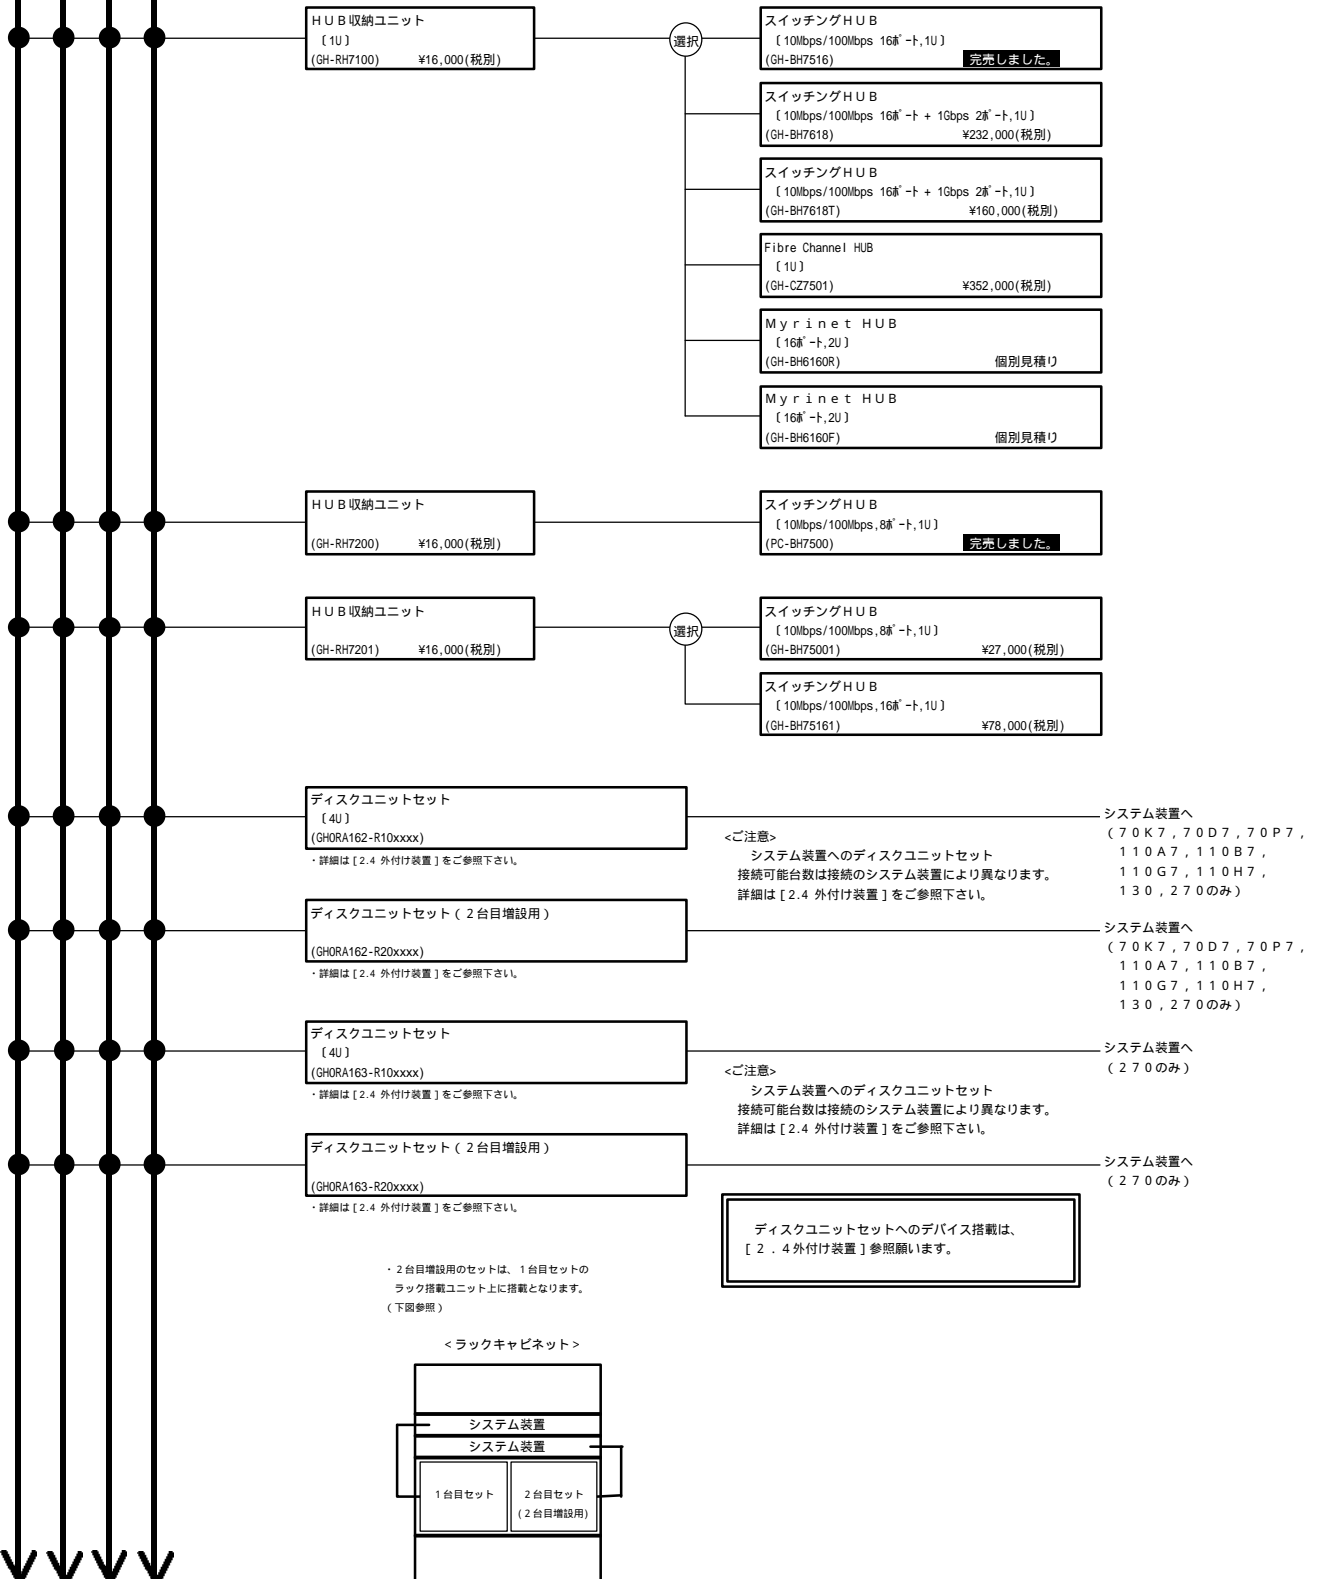 HUB収納ユニット
〔1U〕
(GH-RH7100) ¥16,000(税別)
選択
スイッチングHUB
〔10Mbps/100Mbps 16ﾎﾟｰﾄ,1U〕
(GH-BH7516) 完売しました。
スイッチングHUB
〔10Mbps/100Mbps 16ﾎﾟｰﾄ + 1Gbps 2ﾎﾟｰﾄ,1U〕
(GH-BH7618) ¥232,000(税別)
スイッチングHUB
〔10Mbps/100Mbps 16ﾎﾟｰﾄ + 1Gbps 2ﾎﾟｰﾄ,1U〕
(GH-BH7618T) ¥160,000(税別)
Fibre Channel HUB
〔1U〕
(GH-CZ7501) ¥352,000(税別)
Myrinet HUB
〔16ﾎﾟｰﾄ,2U〕
(GH-BH6160R) 個別見積り
Myrinet HUB
〔16ﾎﾟｰﾄ,2U〕
(GH-BH6160F) 個別見積り
HUB収納ユニット
(GH-RH7200) ¥16,000(税別)
スイッチングHUB
〔10Mbps/100Mbps,8ﾎﾟｰﾄ,1U〕
(PC-BH7500) 完売しました。
HUB収納ユニット
(GH-RH7201) ¥16,000(税別)
選択
スイッチングHUB
〔10Mbps/100Mbps,8ﾎﾟｰﾄ,1U〕
(GH-BH75001) ¥27,000(税別)
スイッチングHUB
〔10Mbps/100Mbps,16ﾎﾟｰﾄ,1U〕
(GH-BH75161) ¥78,000(税別)
ディスクユニットセット
〔4U〕
(GH0RA162-R10xxxx)
・詳細は[2.4 外付け装置]をご参照下さい。
<ご注意>
システム装置へのディスクユニットセット
接続可能台数は接続のシステム装置により異なります。
詳細は[2.4 外付け装置]をご参照下さい。
システム装置へ
(70K7,70D7,70P7,
110A7,110B7,
110G7,110H7,
130,270のみ)
ディスクユニットセット(2台目増設用)
(GH0RA162-R20xxxx)
・詳細は[2.4 外付け装置]をご参照下さい。
システム装置へ
(70K7,70D7,70P7,
110A7,110B7,
110G7,110H7,
130,270のみ)
ディスクユニットセット
〔4U〕
(GH0RA163-R10xxxx)
・詳細は[2.4 外付け装置]をご参照下さい。
<ご注意>
システム装置へのディスクユニットセット
接続可能台数は接続のシステム装置により異なります。
詳細は[2.4 外付け装置]をご参照下さい。
システム装置へ
(270のみ)
ディスクユニットセット(2台目増設用)
(GH0RA163-R20xxxx)
・詳細は[2.4 外付け装置]をご参照下さい。
システム装置へ
(270のみ)
ディスクユニットセットへのデバイス搭載は、
[2.4外付け装置]参照願います。
・2台目増設用のセットは、1台目セットの
ラック搭載ユニット上に搭載となります。
(下図参照)
<ラックキャビネット>
システム装置
システム装置
1台目セット
2台目セット
(2台目増設用)